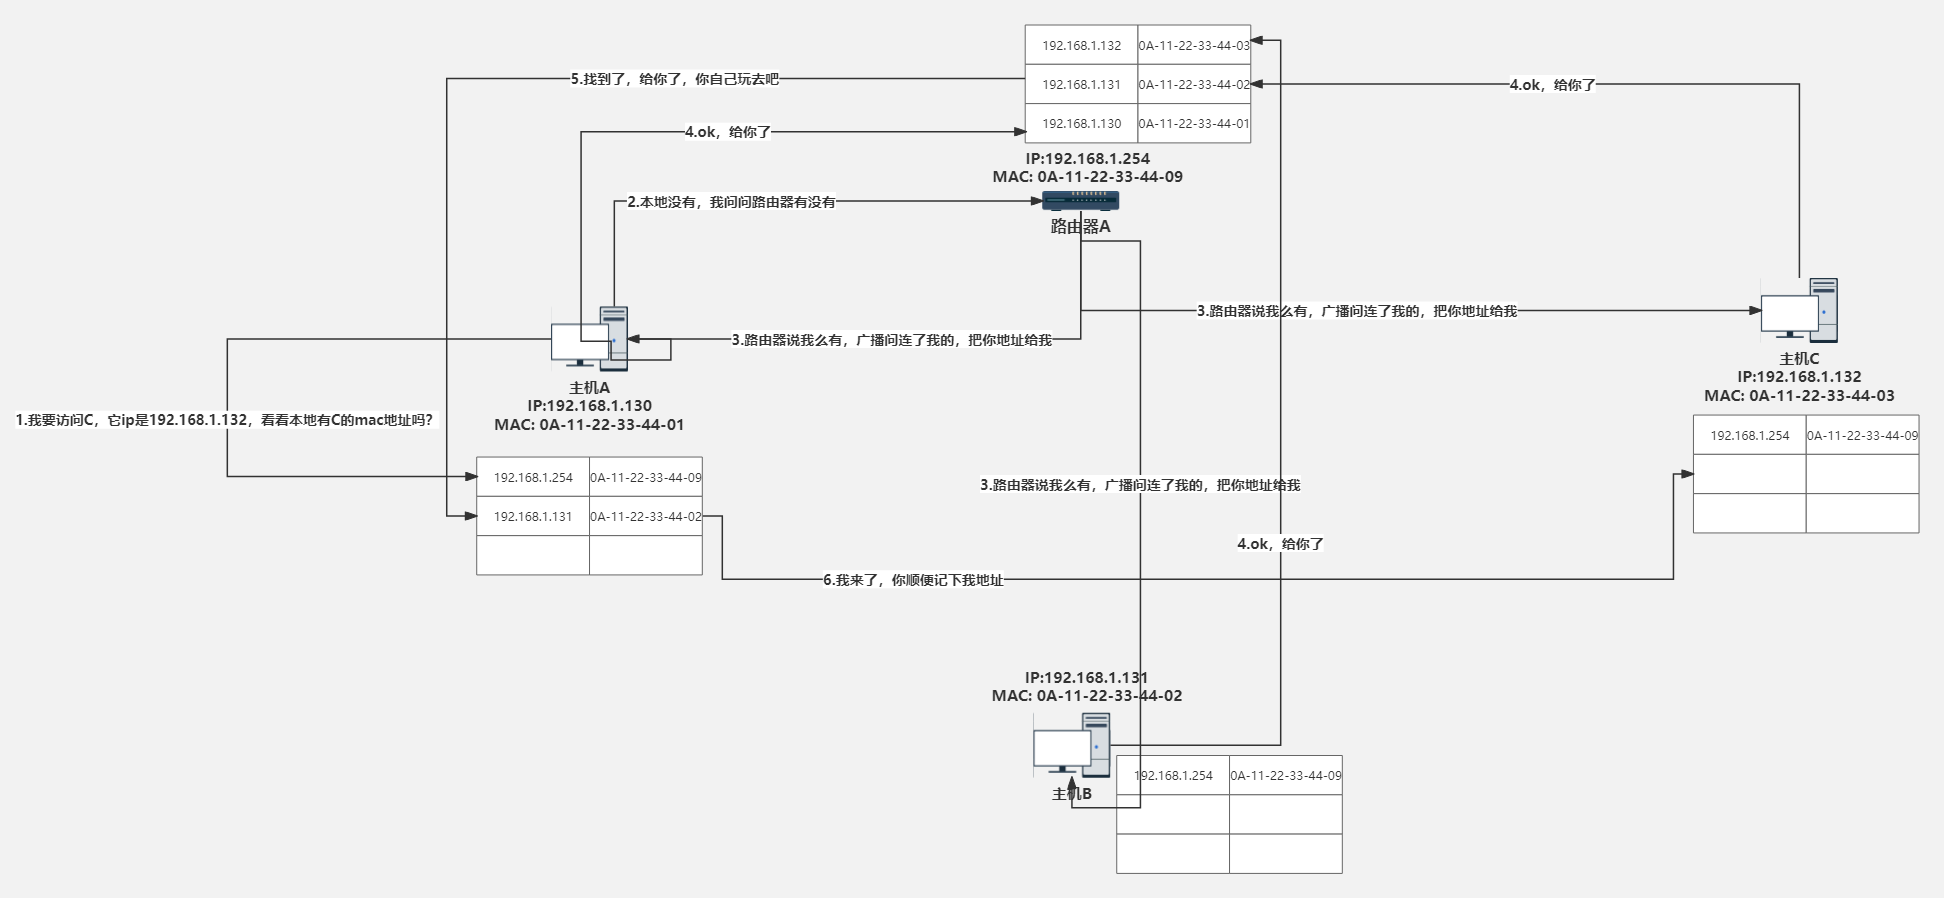 192.168.1.132 0A-11-22-33-44-03
5.找到了，给你了，你自己玩去吧
192.168.1.131 0A-11-22-33-44-02
4.ok，给你了
4.ok，给你了
192.168.1.130 0A-11-22-33-44-01
IP:192.168.1.254
MAC: 0A-11-22-33-44-09
2.本地没有，我问问路由器有没有
路由器A
3.路由器说我么有，广播问连了我的，把你地址给我
3.路由器说我么有，广播问连了我的，把你地址给我
主机A
IP:192.168.1.130
MAC: 0A-11-22-33-44-01
主机C
IP:192.168.1.132
MAC: 0A-11-22-33-44-03
1.我要访问C，它ip是192.168.1.132，看看本地有C的mac地址吗？
192.168.1.254 0A-11-22-33-44-09
192.168.1.131 0A-11-22-33-44-02
192.168.1.254 0A-11-22-33-44-09
3.路由器说我么有，广播问连了我的，把你地址给我
4.ok，给你了
6.我来了，你顺便记下我地址
IP:192.168.1.131
MAC: 0A-11-22-33-44-02
主机B
192.168.1.254 0A-11-22-33-44-09